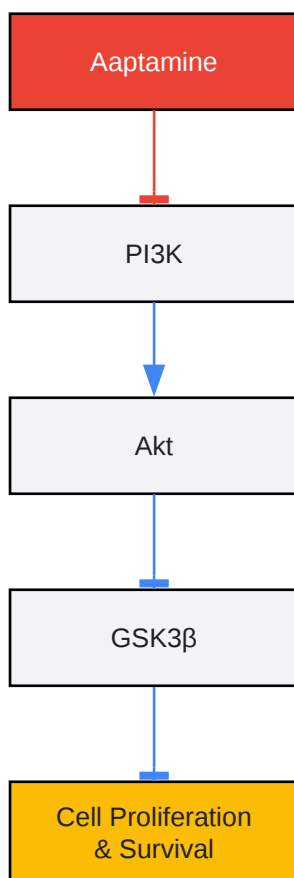 Aaptamine
PI3K
Akt
GSK3β
Cell Proliferation
& Survival